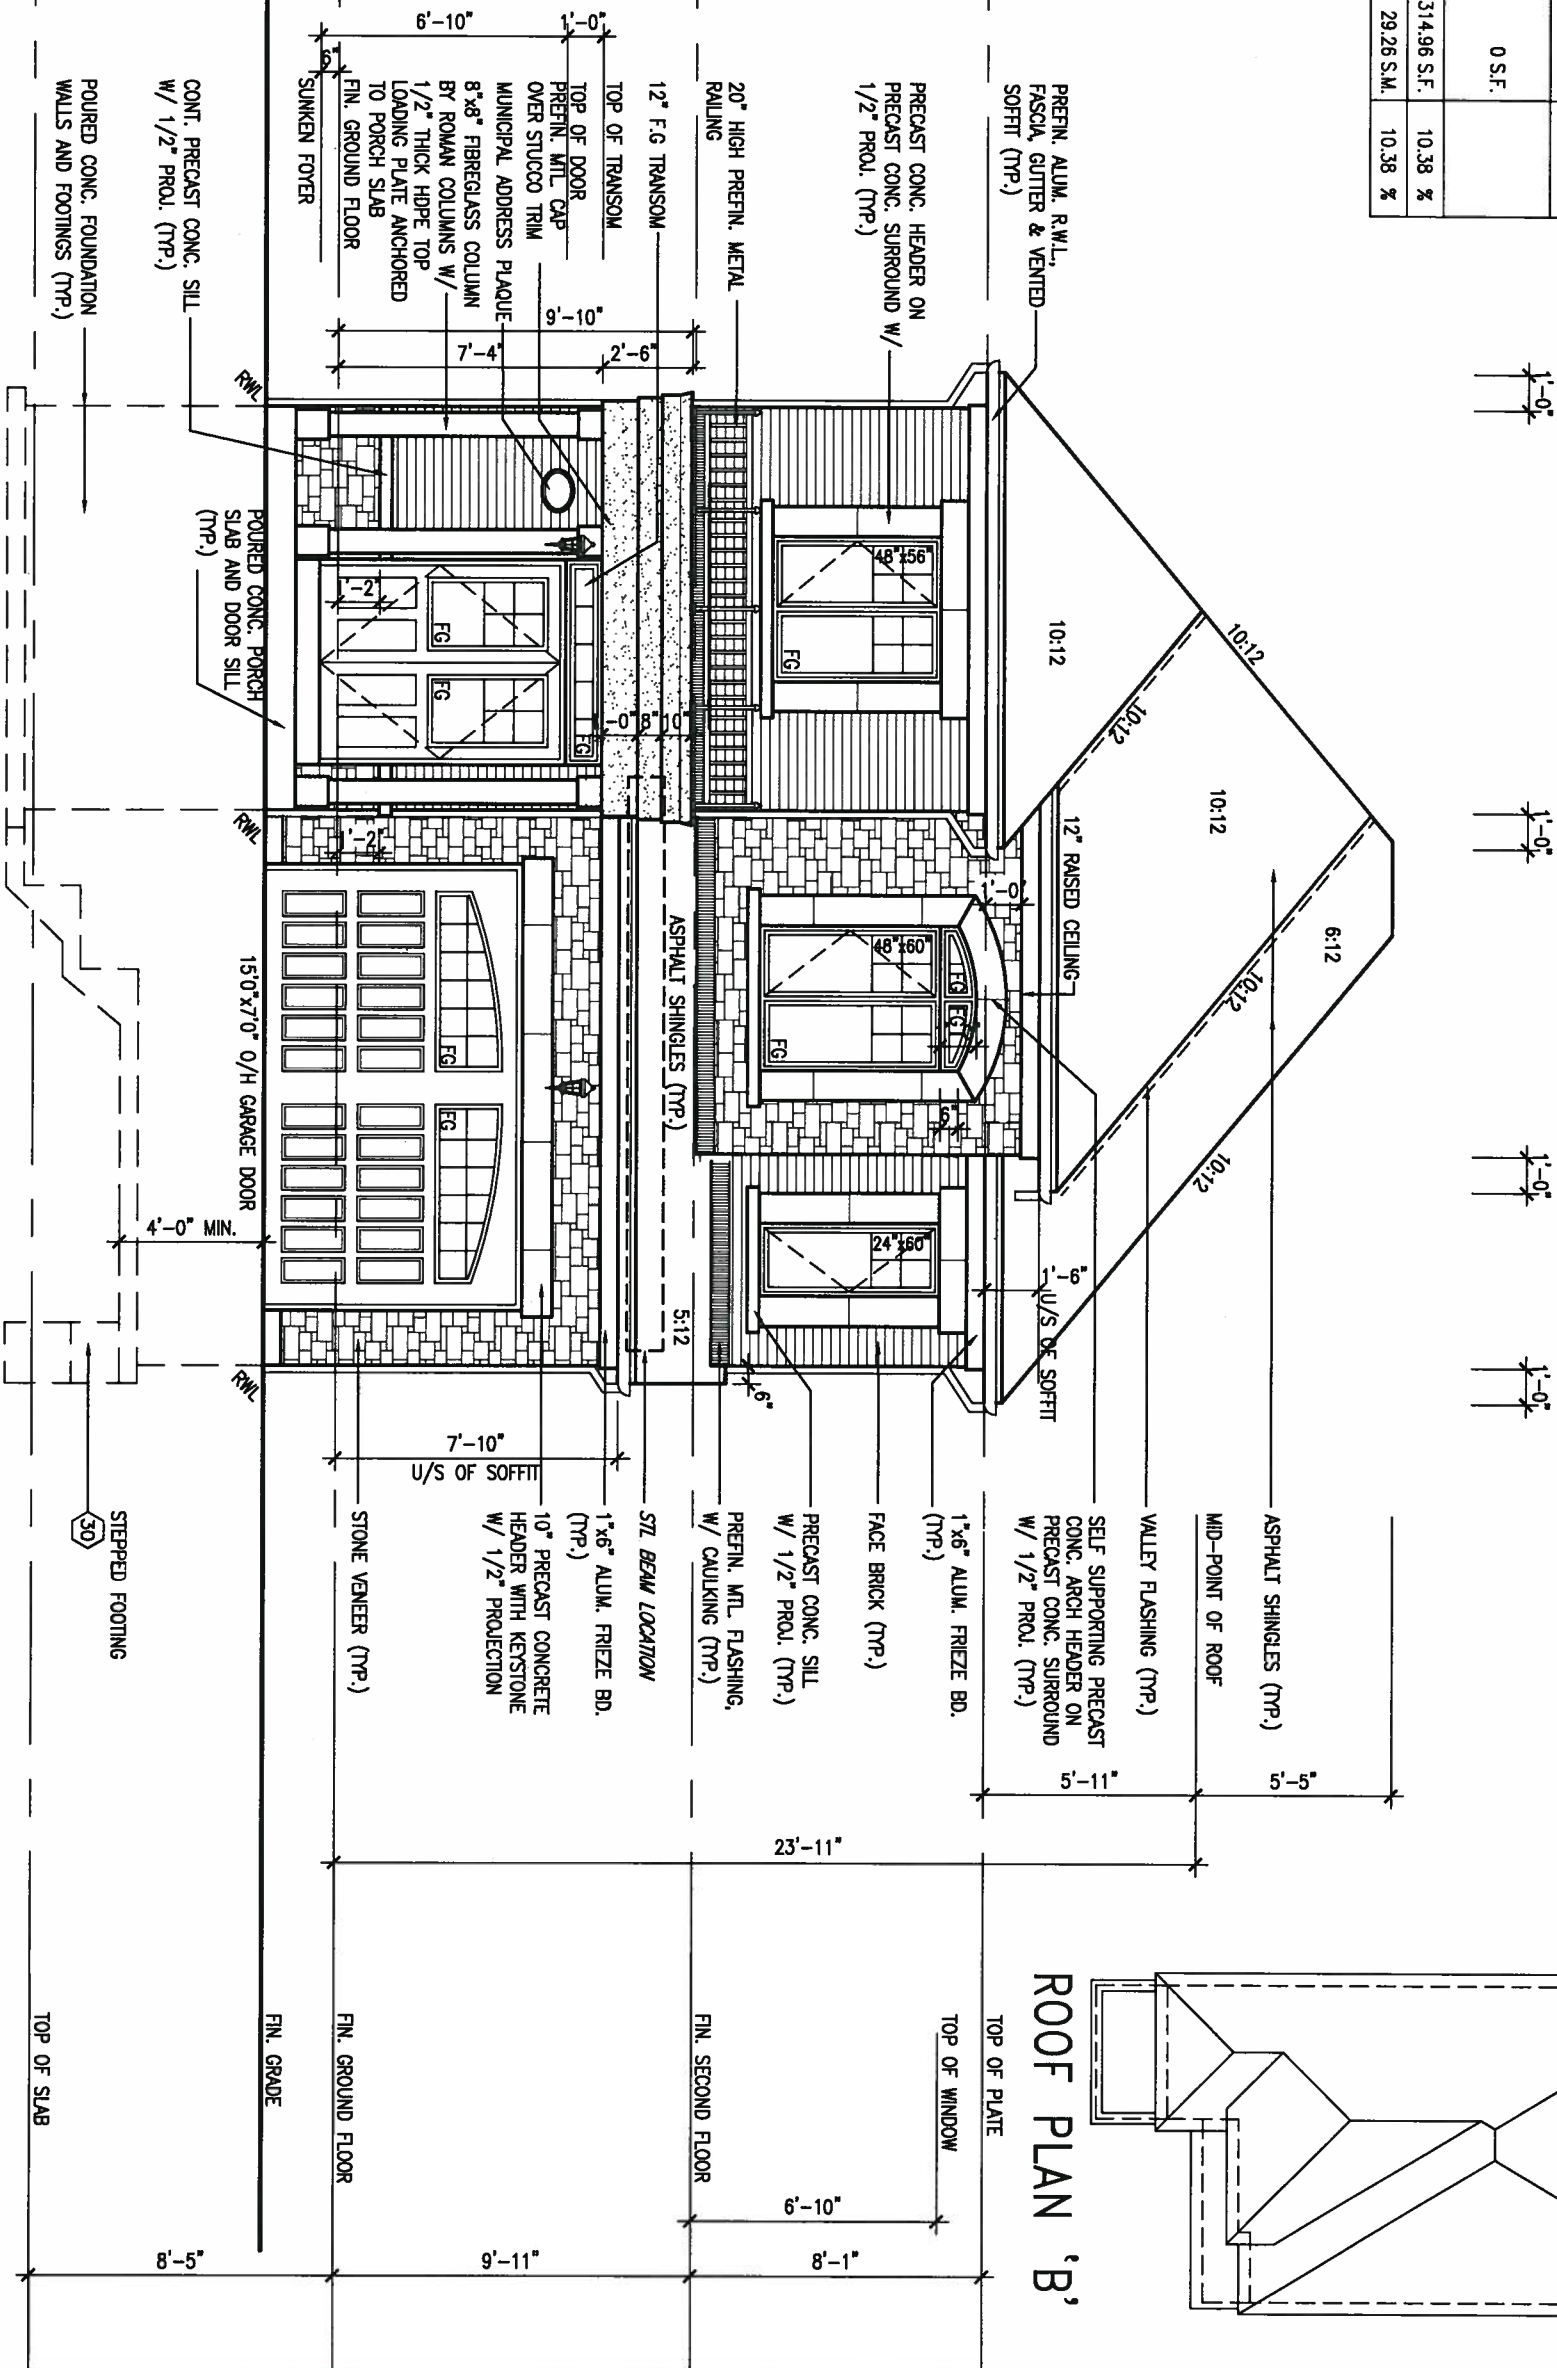 0 S.F.
314.96 S.F. 10.38 %
29.26 S.M. 10.38 %
1'-0"
1'-0"
1'-0"
1'-0"
PREFIN. ALUM. R.W.L.,
FASCIA, GUTTER & VENTED
SOFFIT (TYP.)
PRECAST CONC. HEADER ON
PRECAST CONC. SURROUND W/
1/2" PROJ. (TYP.)
20" HIGH PREFIN. METAL
RAILING
12" F.G TRANSOM
TOP OF TRANSOM
TOP OF DOOR
PREFIN. MTL CAP
OVER STUCCO TRIM
MUNICIPAL ADDRESS PLAQUE
8"x8" FIBREGLASS COLUMN
BY ROMAN COLUMNS W/
1/2" THICK HDPE TOP
LOADING PLATE ANCHORED
TO PORCH SLAB
FIN. GROUND FLOOR
SUNKEN FOYER
CONT. PRECAST CONC. SILL
W/ 1/2" PROJ. (TYP.)
POURED CONC. FOUNDATION
WALLS AND FOOTINGS (TYP.)
1'-0"
6'-10"
6"
9'-10"
2'-6"
7'-4"
RWL
POURED CONC. PORCH
SLAB AND DOOR SILL
(TYP.)
RWL
RWL
10:12
10:12
10:12
10:12
6:12
10:12
10:12
12" RAISED CEILING
1'-0"
48"x56"
FG
48"x60"
FG
FG
FG
6"
24"x60"
1'-6"
U/S OF SOFFIT
6"
-0"
8"
10"
ASPHALT SHINGLES (TYP.)
5:12
FG
FG
FG
1'-2"
1'-2"
FG
FG
15'0"x7'0" O/H GARAGE DOOR
4'-0" MIN.
7'-10"
U/S OF SOFFIT
ASPHALT SHINGLES (TYP.)
MID-POINT OF ROOF
VALLEY FLASHING (TYP.)
SELF SUPPORTING PRECAST
CONC. ARCH HEADER ON
PRECAST CONC. SURROUND
W/ 1/2" PROJ. (TYP.)
1"x6" ALUM. FRIEZE BD.
(TYP.)
FACE BRICK (TYP.)
PRECAST CONC. SILL
W/ 1/2" PROJ. (TYP.)
PREFIN. MTL. FLASHING,
W/ CAULKING (TYP.)
STL BEAM LOCATION
1"x6" ALUM. FRIEZE BD.
(TYP.)
10" PRECAST CONCRETE
HEADER WITH KEYSTONE
W/ 1/2" PROJECTION
STONE VENEER (TYP.)
STEPPED FOOTING
30
5'-5"
5'-11"
23'-11"
ROOF PLAN 'B'
TOP OF PLATE
TOP OF WINDOW
FIN. SECOND FLOOR
FIN. GROUND FLOOR
FIN. GRADE
TOP OF SLAB
6'-10"
8'-1"
9'-11"
8'-5"